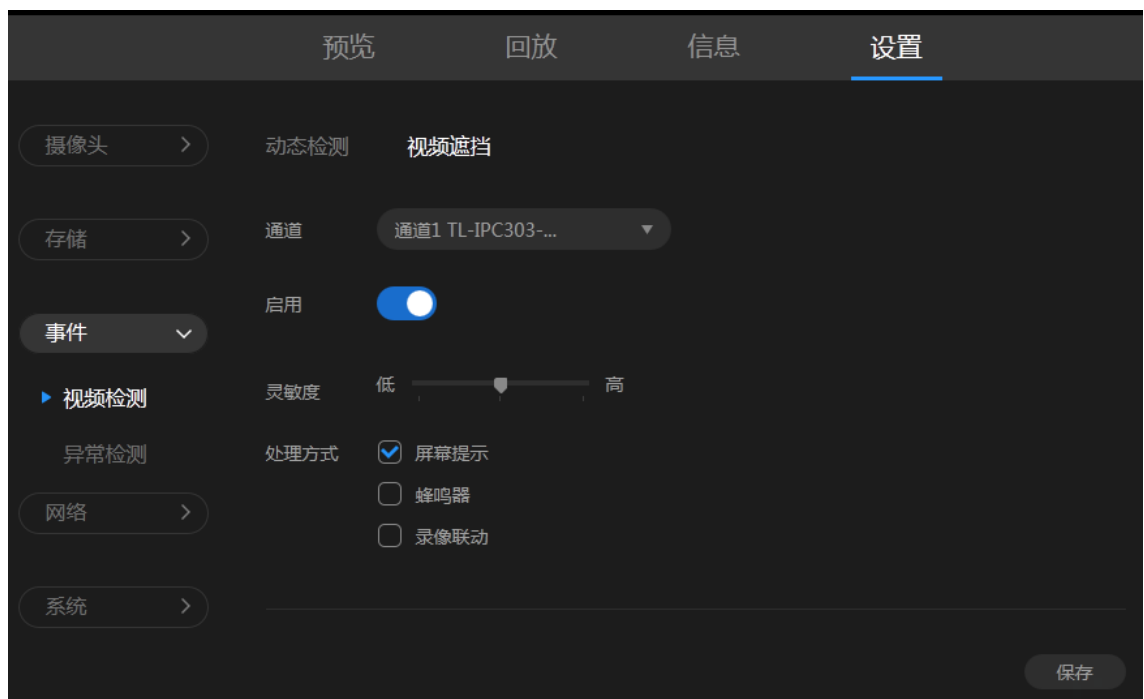 预览 回放 信息 设置
摄像头
动态检测 视频遮挡
存储
通道 通道1 TL-IPC303-...
启用
事件
灵敏度 低 高
视频检测
处理方式 屏幕提示
异常检测
蜂鸣器
网络
录像联动
系统
保存